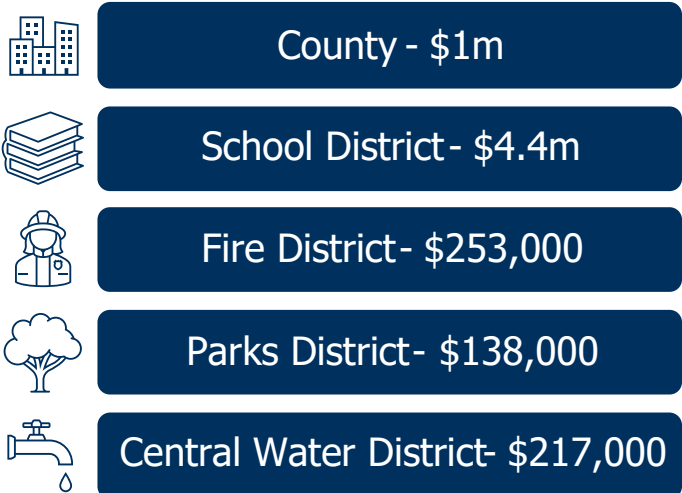 County - $1m
School District - $4.4m
Fire District - $253,000
Parks District - $138,000
Central Water District- $217,000